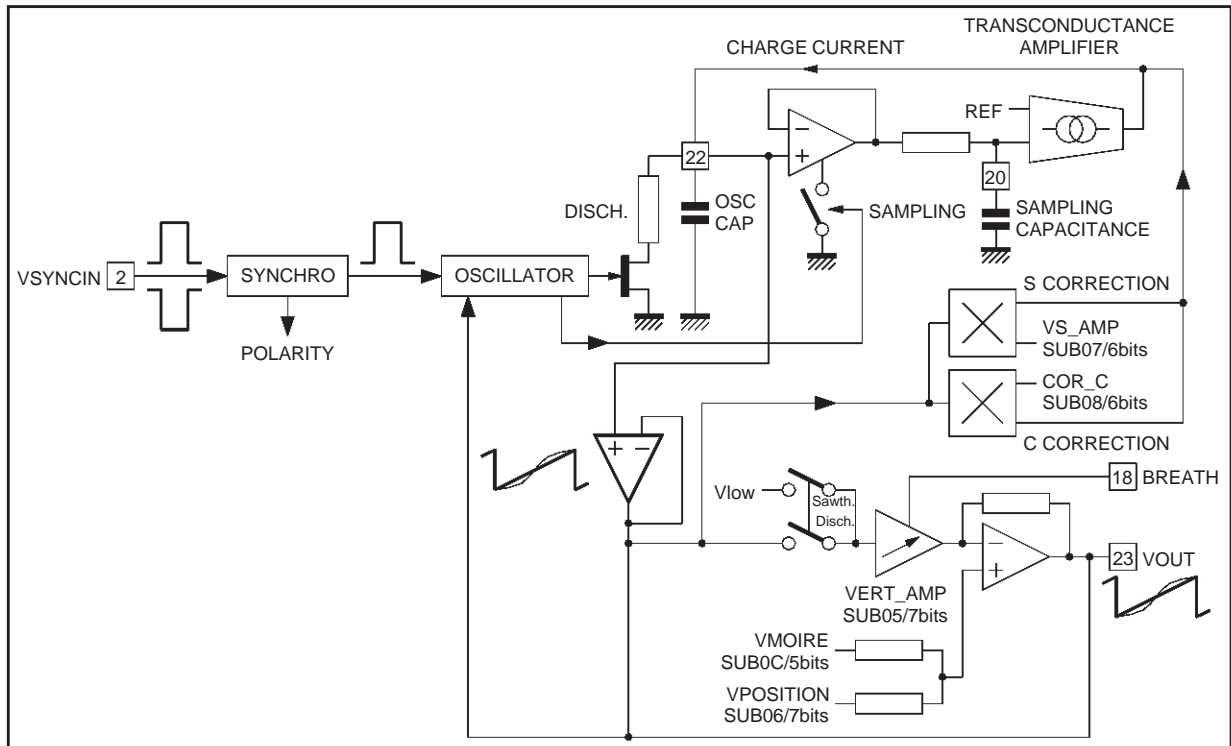 TRANSCONDUCTANCE
AMPLIFIER
CHARGE CURRENT
REF
22
20
DISCH.
OSC
CAP
SAMPLING
SAMPLING
CAPACITANCE
VSYNCIN
2
SYNCHRO
OSCILLATOR
POLARITY
S CORRECTION
VS_AMP
SUB07/6bits
COR_C
SUB08/6bits
C CORRECTION
Vlow
Sawth.
Disch.
18
BREATH
23
VOUT
VERT_AMP
SUB05/7bits
VMOIRE
SUB0C/5bits
VPOSITION
SUB06/7bits